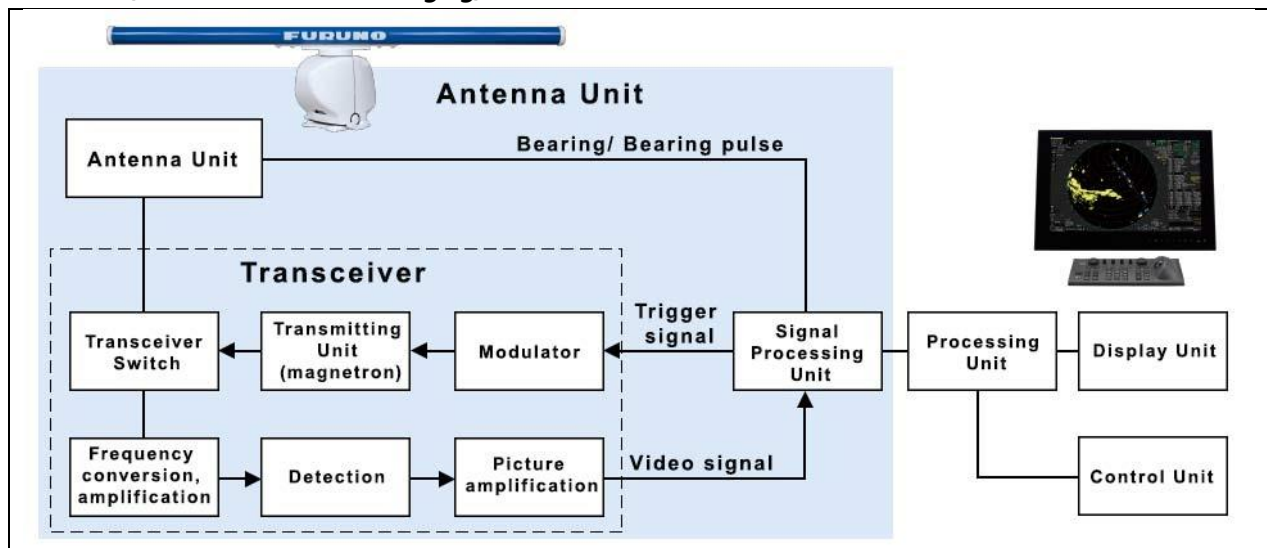 FURUNO
Antenna Unit
Antenna Unit
Bearing/ Bearing pulse
Transceiver
Transceiver
Switch
Transmitting
Unit
(magnetron)
Modulator
Trigger
signal
Signal
Processing
Unit
Processing
Unit
Display Unit
Frequency
conversion,
amplification
Detection
Picture
amplification
Video signal
Control Unit